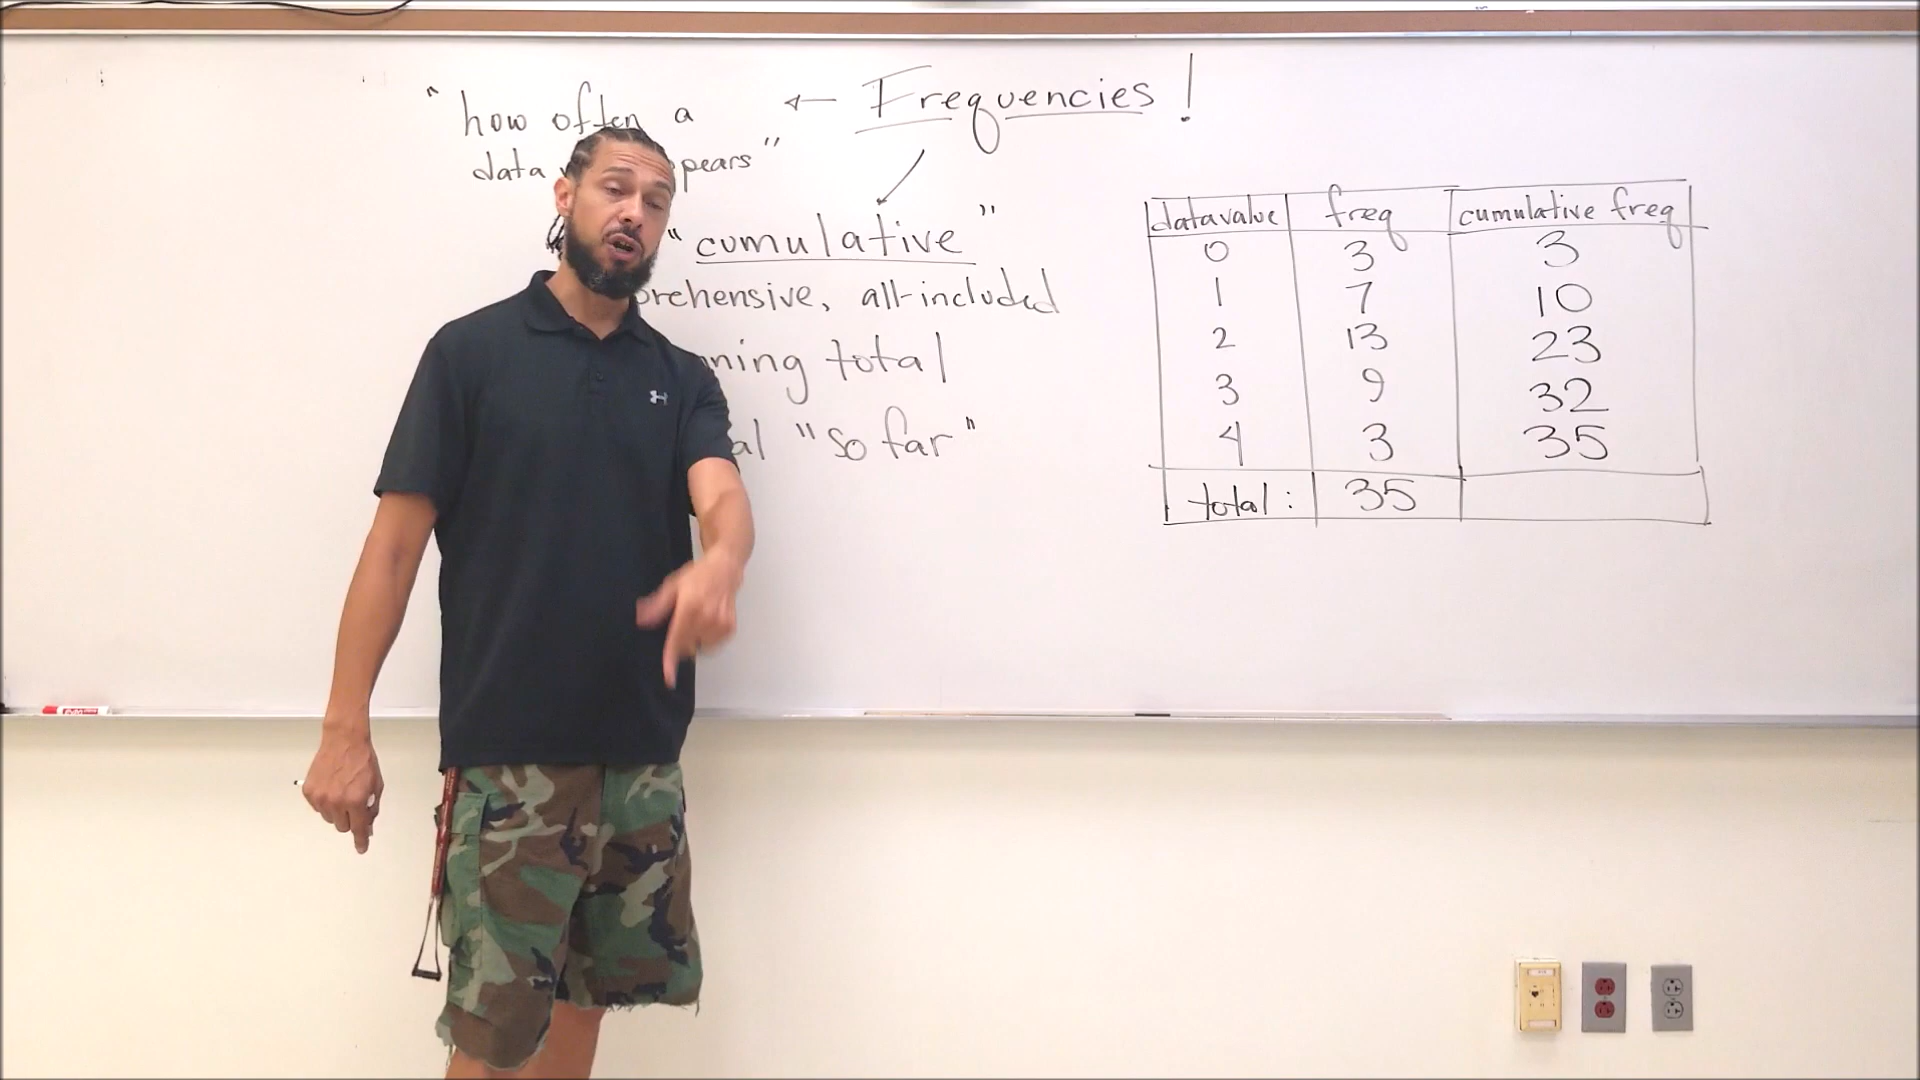 Frequencies!
"how often a
data pears"
"cumulative"
rehensive, all-included
ning total
al "so far"
datavalue freq cumulative freq
0 3 3
1 7 10
2 13 23
3 9 32
4 3 35
total: 35